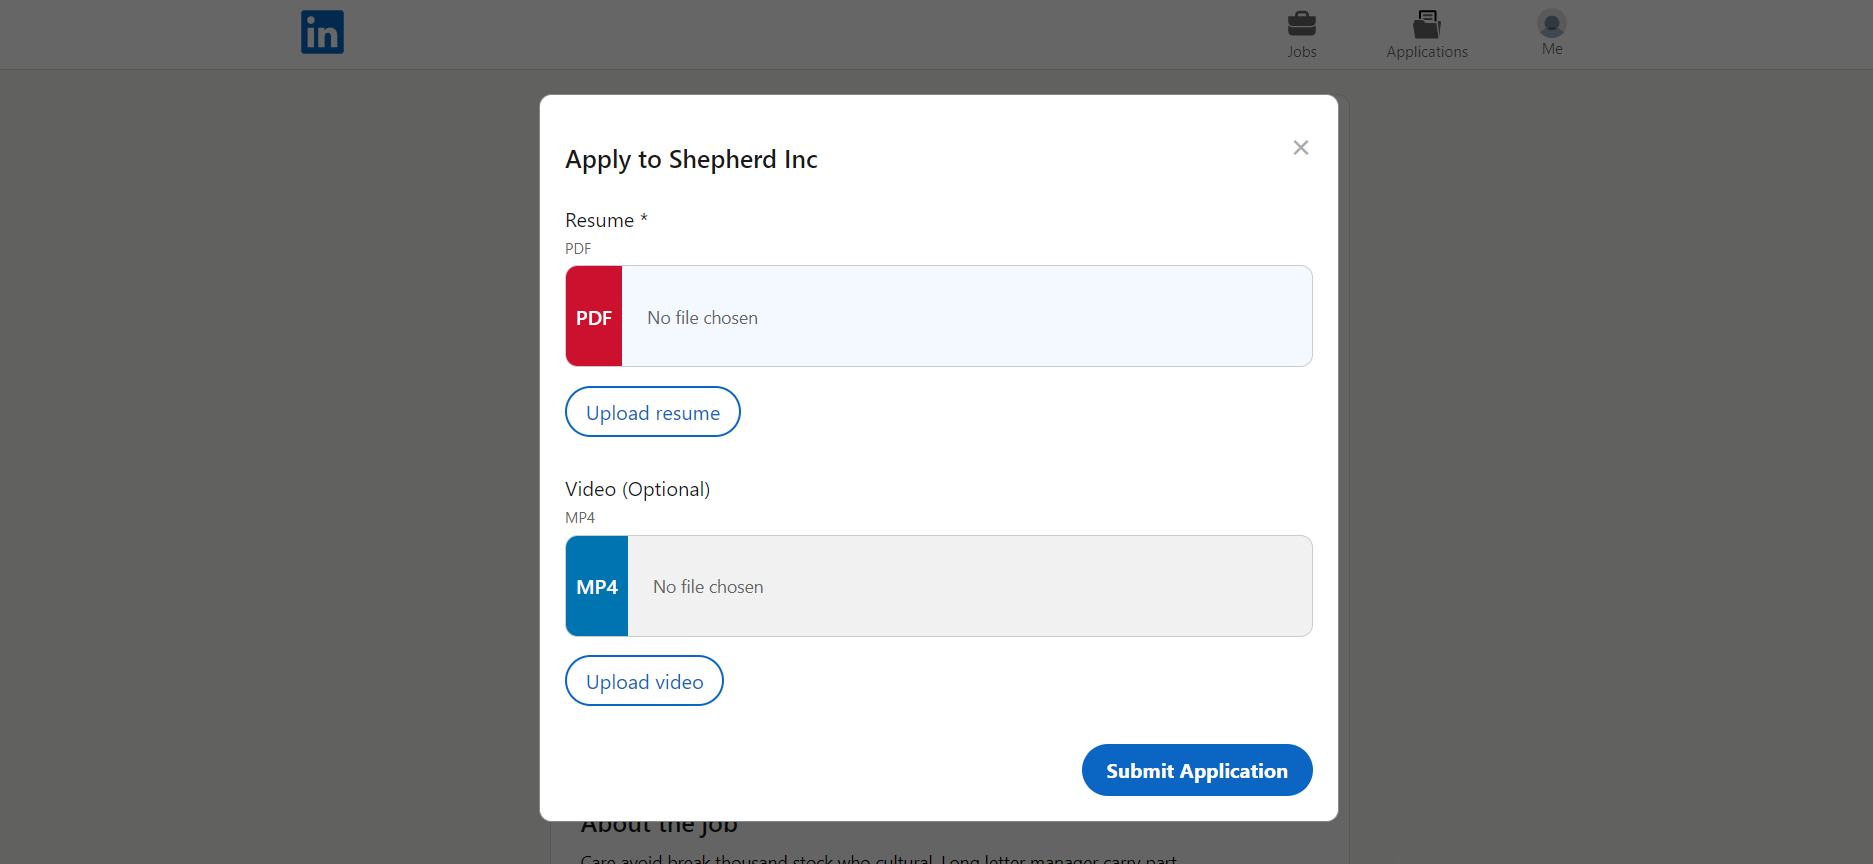 in
Jobs
Applications
Me
Apply to Shepherd Inc
×
Resume *
PDF
PDF
No file chosen
Upload resume
Video (Optional)
MP4
MP4
No file chosen
Upload video
Submit Application
About the job
Care avoid break thousand stock who cultural. Long letter manager carry part